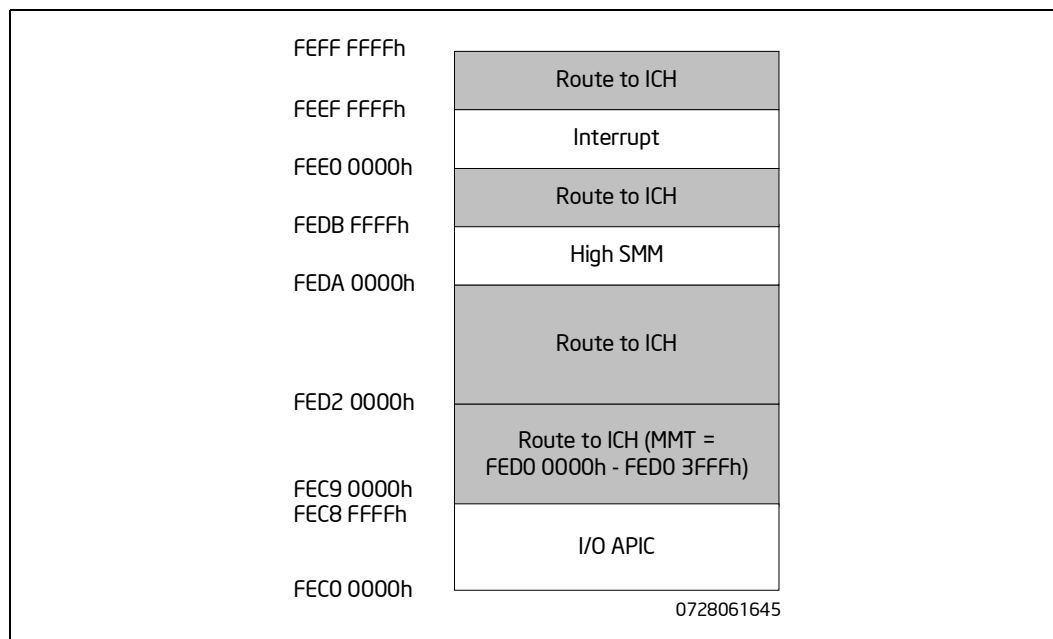 FEFF FFFFh
Route to ICH
FEEF FFFFh
Interrupt
FEE0 0000h
Route to ICH
FEDB FFFFh
High SMM
FEDA 0000h
Route to ICH
FED2 0000h
Route to ICH (MMT =
FED0 0000h - FED0 3FFFh)
FEC9 0000h
FEC8 FFFFh
I/O APIC
FEC0 0000h
0728061645